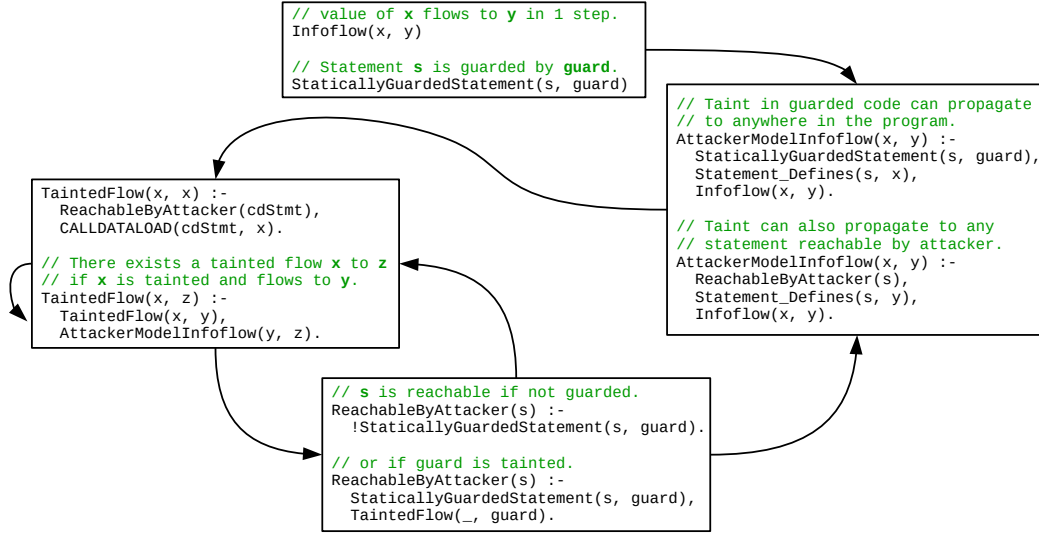 // value of x flows to y in 1 step.
Infoflow(x, y)
// Statement s is guarded by guard.
StaticallyGuardedStatement(s, guard)
// Taint in guarded code can propagate
// to anywhere in the program.
AttackerModelInfoflow(x, y) :-
StaticallyGuardedStatement(s, guard),
Statement_Defines(s, x),
Infoflow(x, y).
// Taint can also propagate to any
// statement reachable by attacker.
AttackerModelInfoflow(x, y) :-
ReachableByAttacker(s),
Statement_Defines(s, y),
Infoflow(x, y).
TaintedFlow(x, x) :-
ReachableByAttacker(cdStmt),
CALLDATALOAD(cdStmt, x).
// There exists a tainted flow x to z
// if x is tainted and flows to y.
TaintedFlow(x, z) :-
TaintedFlow(x, y),
AttackerModelInfoflow(y, z).
// s is reachable if not guarded.
ReachableByAttacker(s) :-
!StaticallyGuardedStatement(s, guard).
// or if guard is tainted.
ReachableByAttacker(s) :-
StaticallyGuardedStatement(s, guard),
TaintedFlow(_, guard).